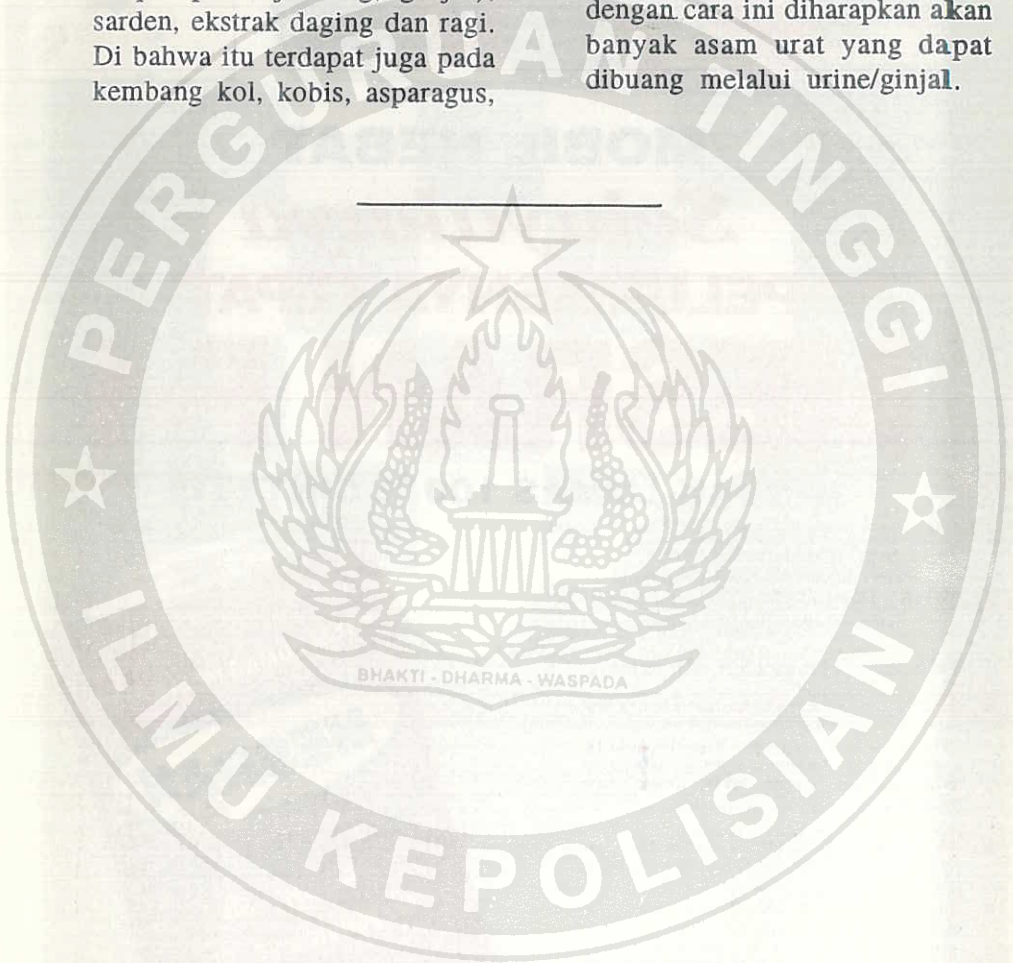 sarden, ekstrak daging dan ragi.
Di bahwa itu terdapat juga pada
kembang kol, kobis, asparagus,
dengan cara ini diharapkan akan
banyak asam urat yang dapat
dibuang melalui urine/ginjal.
PERGURUAN TINGGI
ILMU KEPOLISIAN
BHAKTI - DHARMA - WASPADA